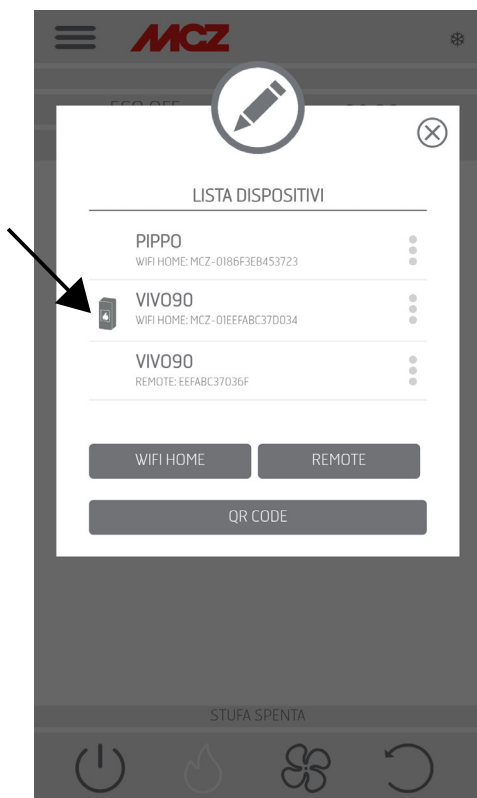 MCZ
LISTA DISPOSITIVI
PIPPO
WIFI HOME: MCZ-0186F3EB453723
VIVO90
WIFI HOME: MCZ-01EEFABC37D034
VIVO90
REMOTE: EEFABC37036F
WIFI HOME
REMOTE
QR CODE
STUFA SPENTA